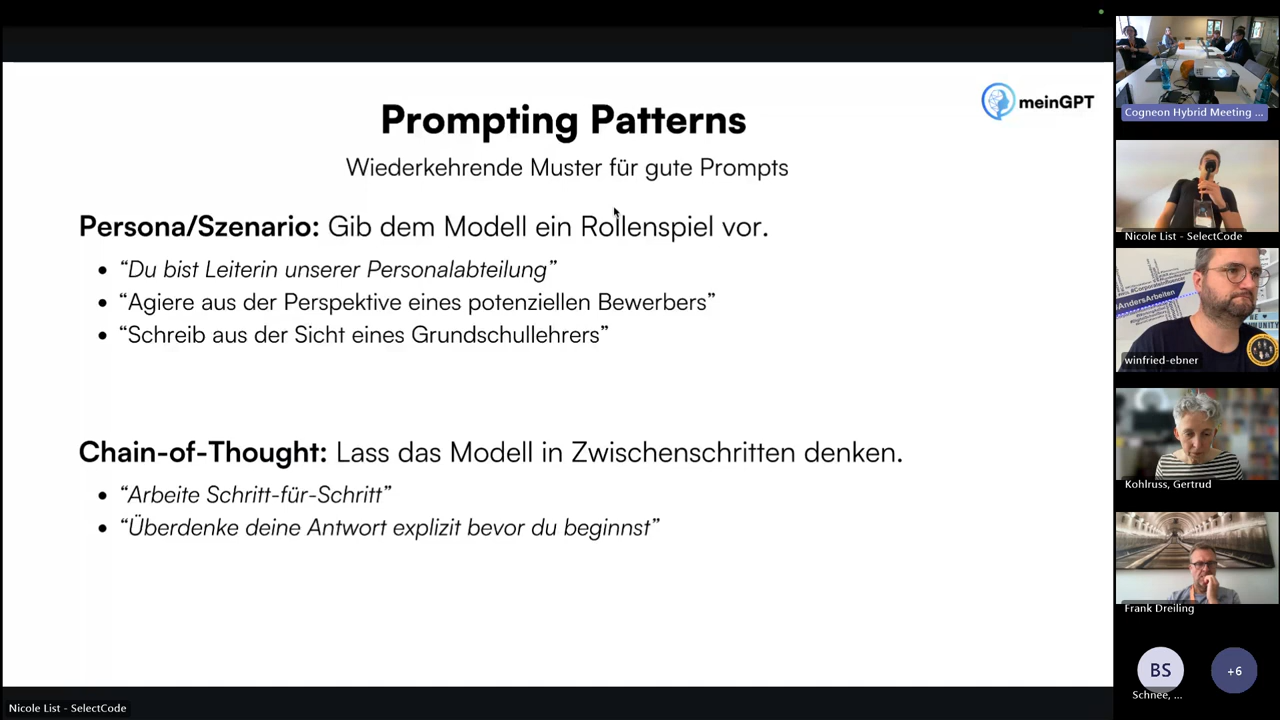 meinGPT
Prompting Patterns
Wiederkehrende Muster für gute Prompts
Persona/Szenario: Gib dem Modell ein Rollenspiel vor.
• “Du bist Leiterin unserer Personalabteilung”
• “Agiere aus der Perspektive eines potenziellen Bewerbers”
• “Schreib aus der Sicht eines Grundschullehrers”
Chain-of-Thought: Lass das Modell in Zwischenschritten denken.
• “Arbeite Schritt-für-Schritt”
• “Überdenke deine Antwort explizit bevor du beginnst”
Nicole List - SelectCode
Cogneon Hybrid Meeting ...
Nicole List - SelectCode
#AndersArbeiten
winfried-ebner
Kohlruss, Gertrud
Frank Dreiling
BS
+6
Schnee, ...